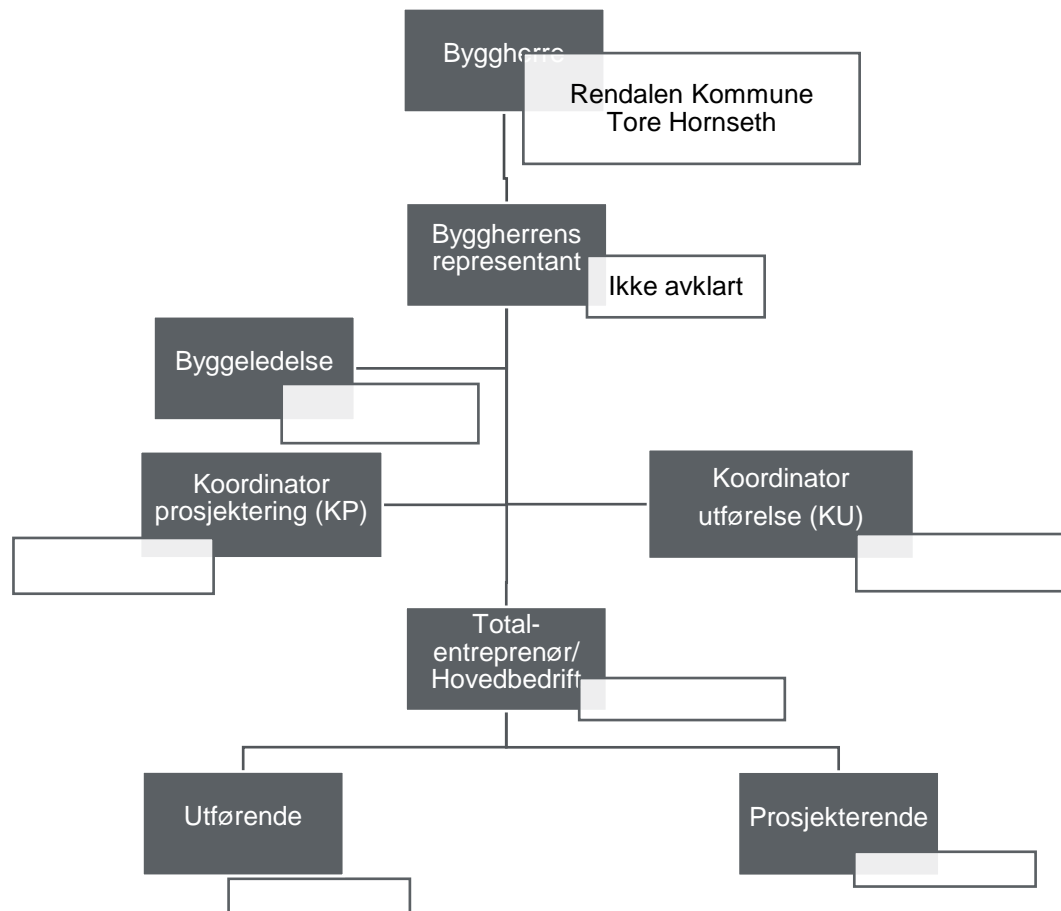 Byggherre
Rendalen Kommune
Tore Hornseth
Byggherrens
representant
Ikke avklart
Byggeledelse
Koordinator
prosjektering (KP)
Koordinator
utførelse (KU)
Total-
entreprenør/
Hovedbedrift
Utførende
Prosjekterende